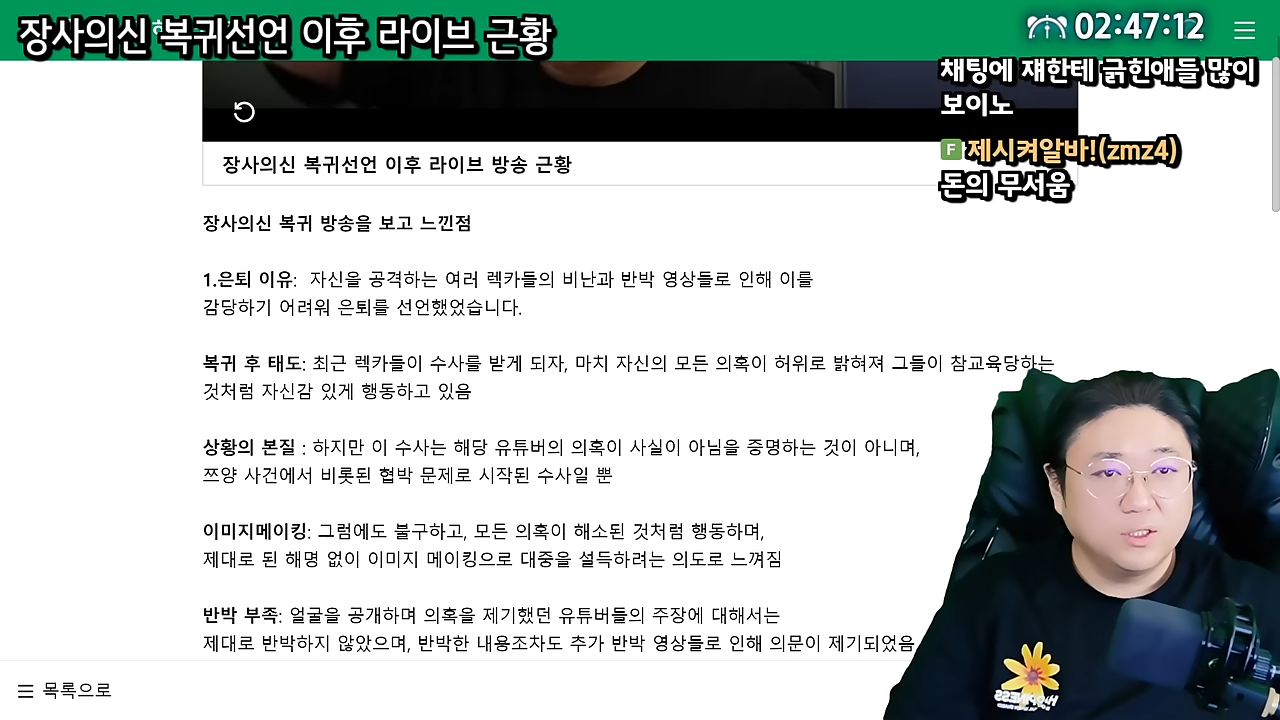 장사의신 복귀선언 이후 라이브 근황
02:47:12
채팅에 쟤한테 긁힌애들 많이
보이노
F 제시켜알바!(zmz4)
돈의 무서움
장사의신 복귀선언 이후 라이브 방송 근황
장사의신 복귀 방송을 보고 느낀점
1.은퇴 이유: 자신을 공격하는 여러 렉카들의 비난과 반박 영상들로 인해 이를
감당하기 어려워 은퇴를 선언했었습니다.
복귀 후 태도: 최근 렉카들이 수사를 받게 되자, 마치 자신의 모든 의혹이 허위로 밝혀져 그들이 참교육당하는
것처럼 자신감 있게 행동하고 있음
상황의 본질 : 하지만 이 수사는 해당 유튜버의 의혹이 사실이 아님을 증명하는 것이 아니며,
쯔양 사건에서 비롯된 협박 문제로 시작된 수사일 뿐
이미지메이킹: 그럼에도 불구하고, 모든 의혹이 해소된 것처럼 행동하며,
제대로 된 해명 없이 이미지 메이킹으로 대중을 설득하려는 의도로 느껴짐
반박 부족: 얼굴을 공개하며 의혹을 제기했던 유튜버들의 주장에 대해서는
제대로 반박하지 않았으며, 반박한 내용조차도 추가 반박 영상들로 인해 의문이 제기되었음
목록으로
HAPPINESS